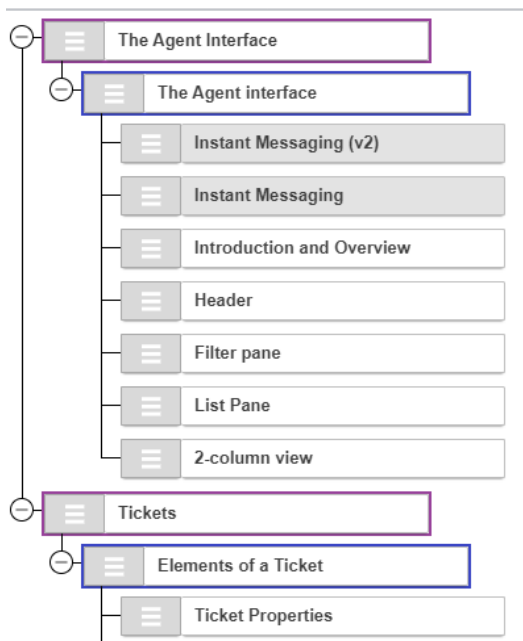 The Agent Interface
The Agent interface
Instant Messaging (v2)
Instant Messaging
Introduction and Overview
Header
Filter pane
List Pane
2-column view
Tickets
Elements of a Ticket
Ticket Properties